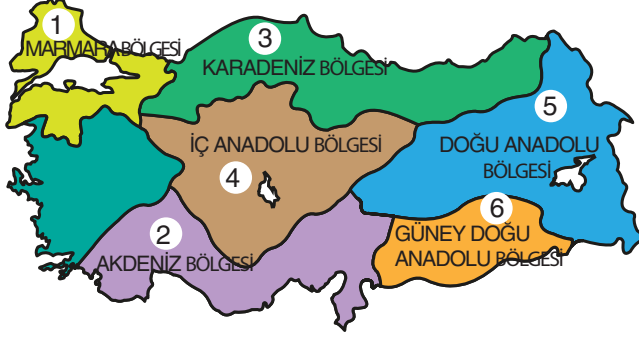 1
MARMARA BÖLGESİ
3
KARADENİZ BÖLGESİ
5
İÇ ANADOLU BÖLGESİ
DOĞU ANADOLU
BÖLGESİ
4
6
2
GÜNEY DOĞU
ANADOLU BÖLGESİ
AKDENİZ BÖLGESİ